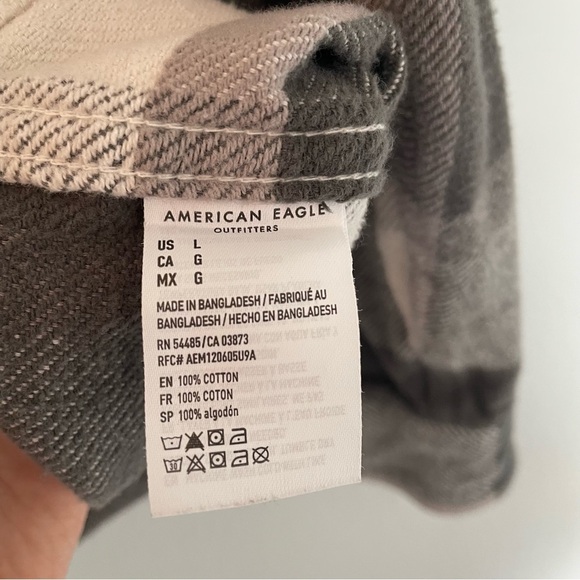 AMERICAN EAGLE
OUTFITTERS
US L
CA G
MX G
MADE IN BANGLADESH / FABRIQUÉ AU
BANGLADESH / HECHO EN BANGLADESH
RN 54485/CA 03873
RFC# AEM120605U9A
EN 100% COTTON
FR 100% COTON
SP 100% algodón
30